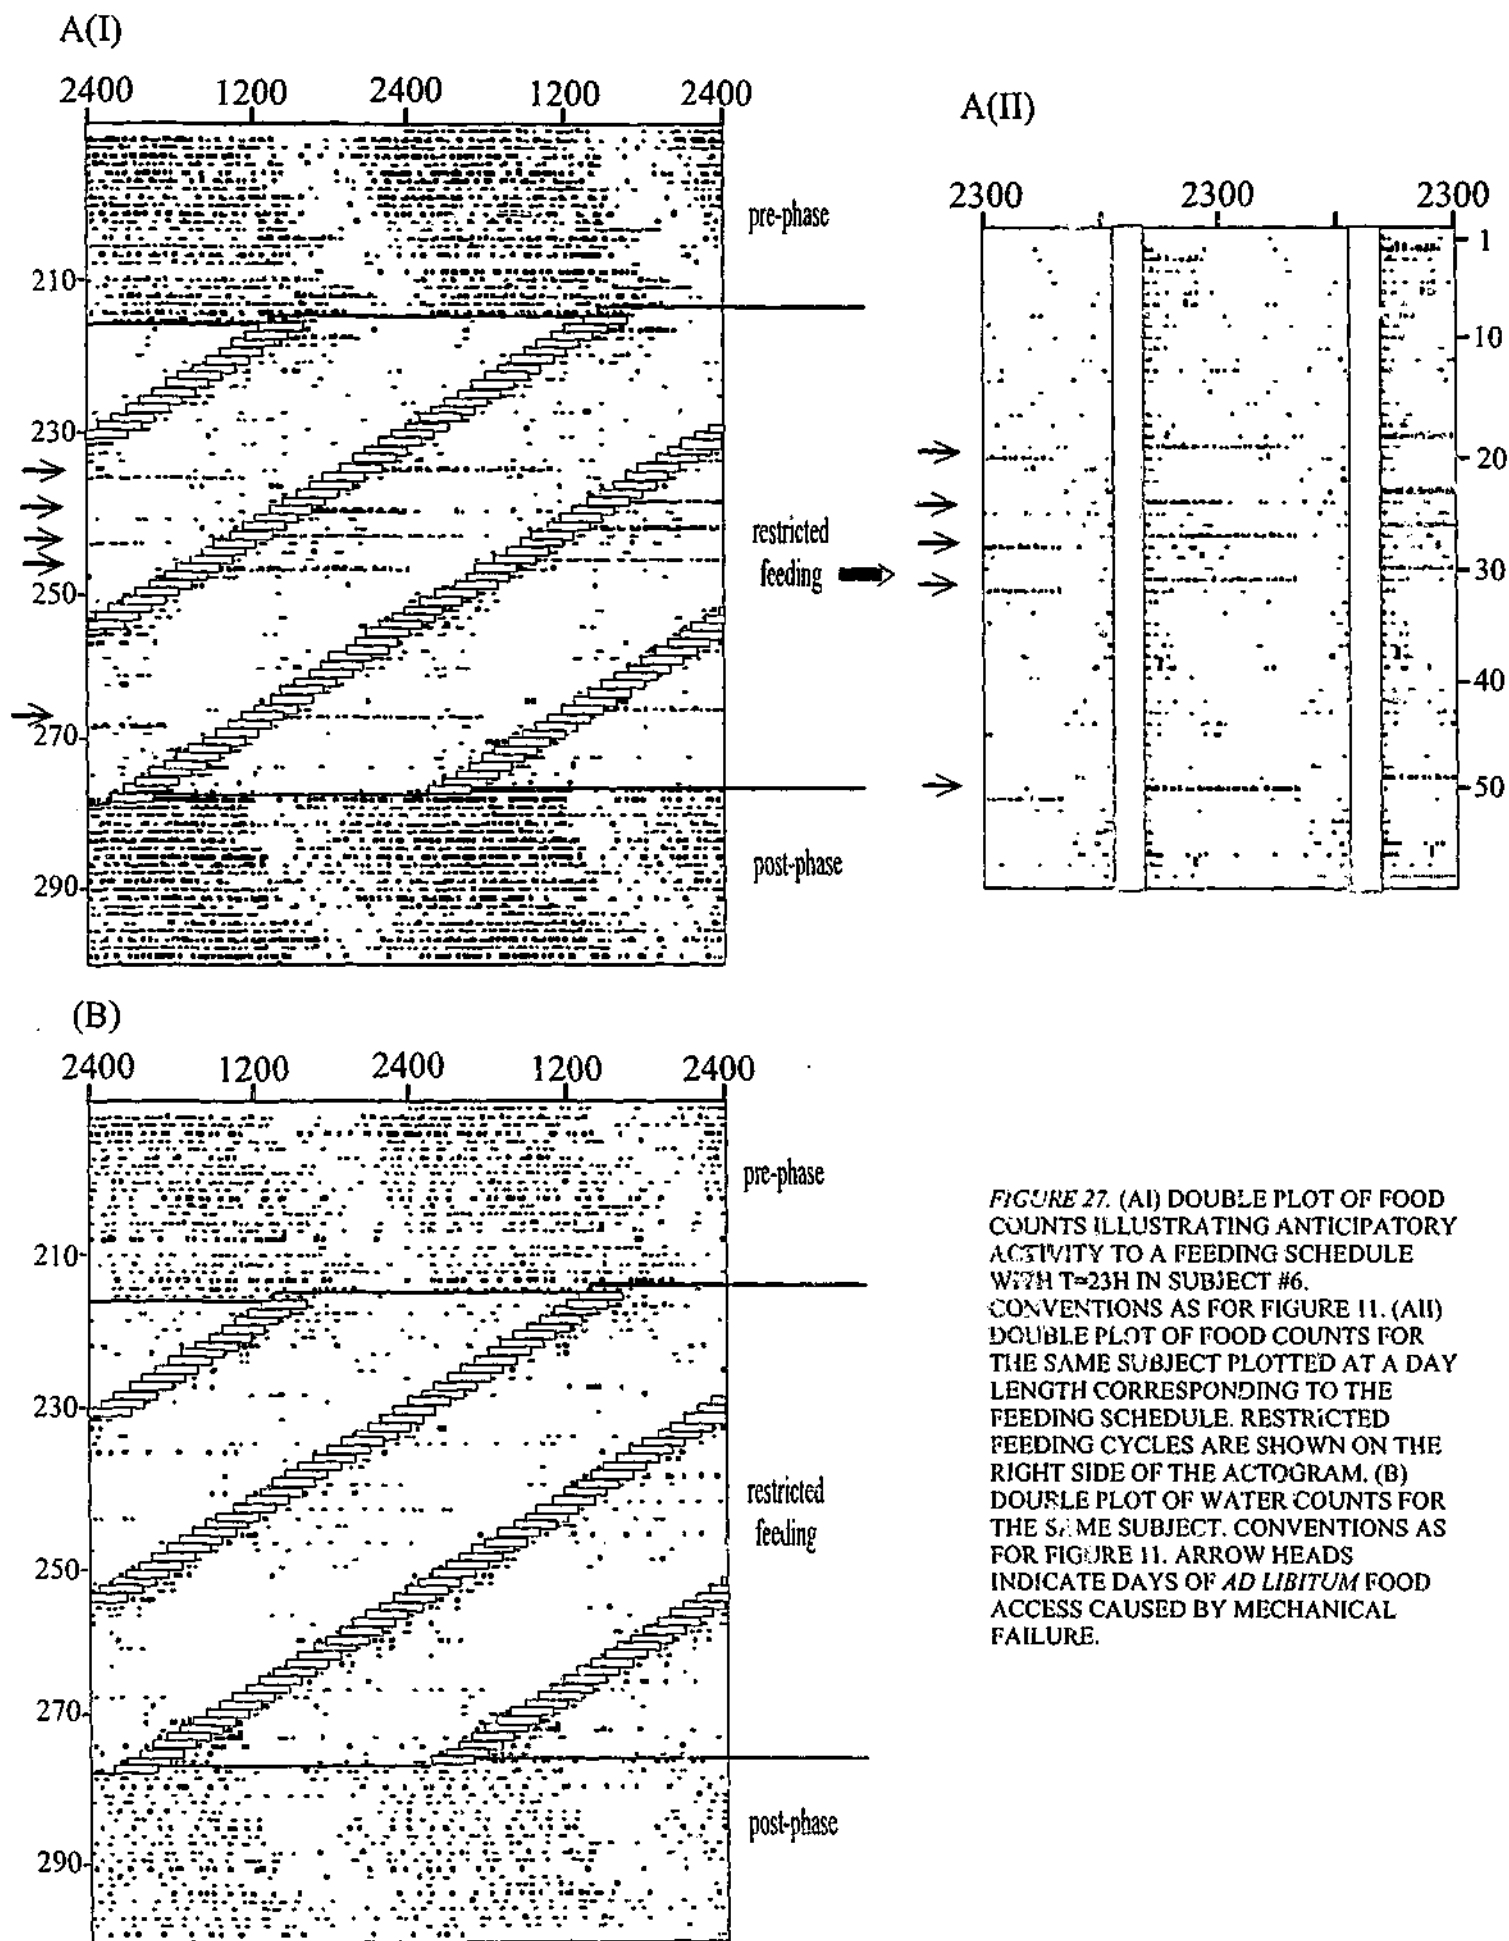 A(I)
2400 1200 2400 1200 2400
pre-phase
210
230
restricted
feeding
250
270
post-phase
290
A(II)
2300 2300 2300
1
10
20
30
40
50
(B)
2400 1200 2400 1200 2400
pre-phase
210
230
restricted
feeding
250
270
post-phase
290
FIGURE 27. (AI) DOUBLE PLOT OF FOOD
COUNTS ILLUSTRATING ANTICIPATORY
ACTIVITY TO A FEEDING SCHEDULE
WITH T=23H IN SUBJECT #6.
CONVENTIONS AS FOR FIGURE 11. (AII)
DOUBLE PLOT OF FOOD COUNTS FOR
THE SAME SUBJECT PLOTTED AT A DAY
LENGTH CORRESPONDING TO THE
FEEDING SCHEDULE. RESTRICTED
FEEDING CYCLES ARE SHOWN ON THE
RIGHT SIDE OF THE ACTOGRAM. (B)
DOUBLE PLOT OF WATER COUNTS FOR
THE SAME SUBJECT. CONVENTIONS AS
FOR FIGURE 11. ARROW HEADS
INDICATE DAYS OF AD LIBITUM FOOD
ACCESS CAUSED BY MECHANICAL
FAILURE.